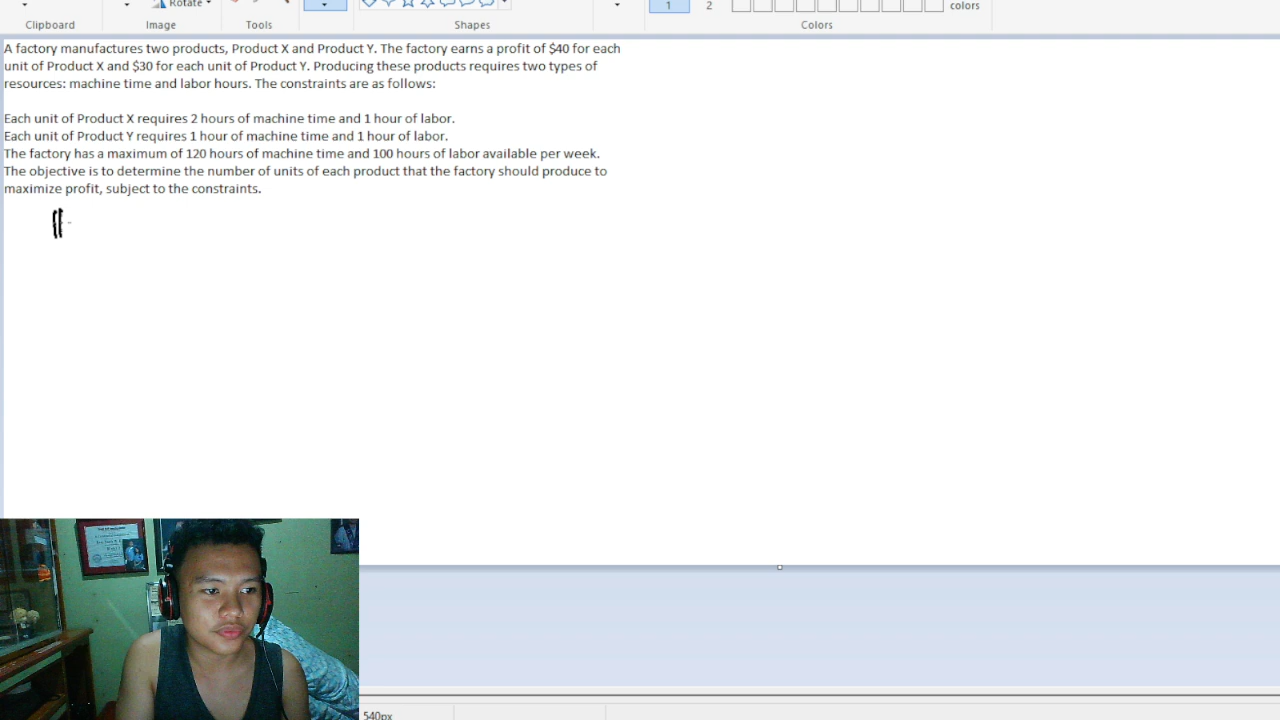 Rotate
Clipboard
Image
Tools
Shapes
1
2
colors
Colors
A factory manufactures two products, Product X and Product Y. The factory earns a profit of $40 for each
unit of Product X and $30 for each unit of Product Y. Producing these products requires two types of
resources: machine time and labor hours. The constraints are as follows:
Each unit of Product X requires 2 hours of machine time and 1 hour of labor.
Each unit of Product Y requires 1 hour of machine time and 1 hour of labor.
The factory has a maximum of 120 hours of machine time and 100 hours of labor available per week.
The objective is to determine the number of units of each product that the factory should produce to
maximize profit, subject to the constraints.
540px